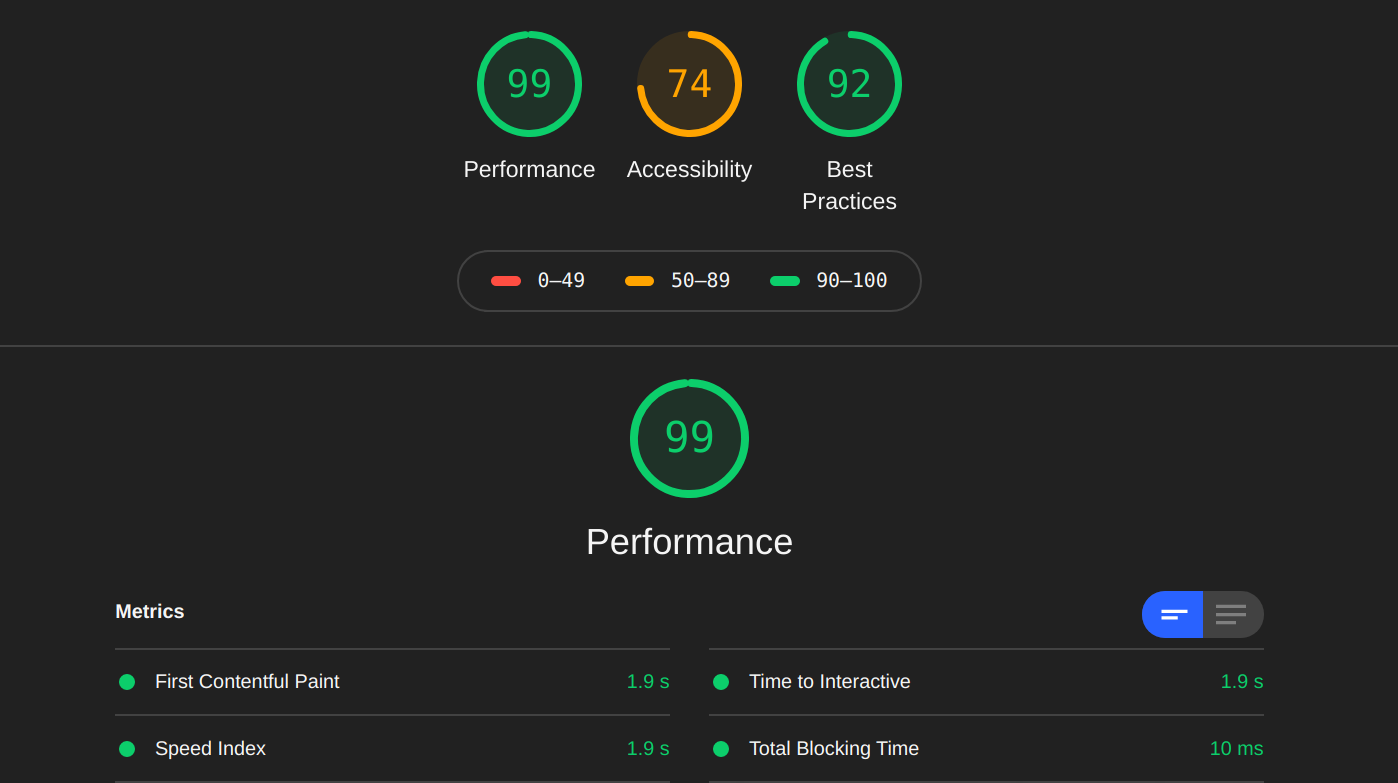 99
74
92
Performance
Accessibility
Best
Practices
0–49
50–89
90–100
99
Performance
Metrics
First Contentful Paint 1.9 s
Time to Interactive 1.9 s
Speed Index 1.9 s
Total Blocking Time 10 ms